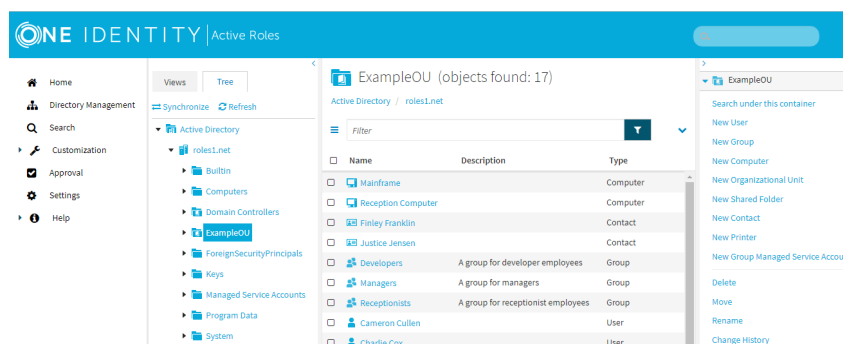 ONE IDENTITY Active Roles
Home
Directory Management
Search
Customization
Approval
Settings
Help
Views Tree
Synchronize Refresh
Active Directory
roles1.net
Builtin
Computers
Domain Controllers
ExampleOU
ForeignSecurityPrincipals
Keys
Managed Service Accounts
Program Data
System
ExampleOU (objects found: 17)
Active Directory / roles1.net
Filter
Name Description Type
Mainframe Computer
Reception Computer Computer
Finley Franklin Contact
Justice Jensen Contact
Developers A group for developer employees Group
Managers A group for managers Group
Receptionists A group for receptionist employees Group
Cameron Cullen User
Charlie Cox User
ExampleOU
Search under this container
New User
New Group
New Computer
New Organizational Unit
New Shared Folder
New Contact
New Printer
New Group Managed Service Accou
Delete
Move
Rename
Change History